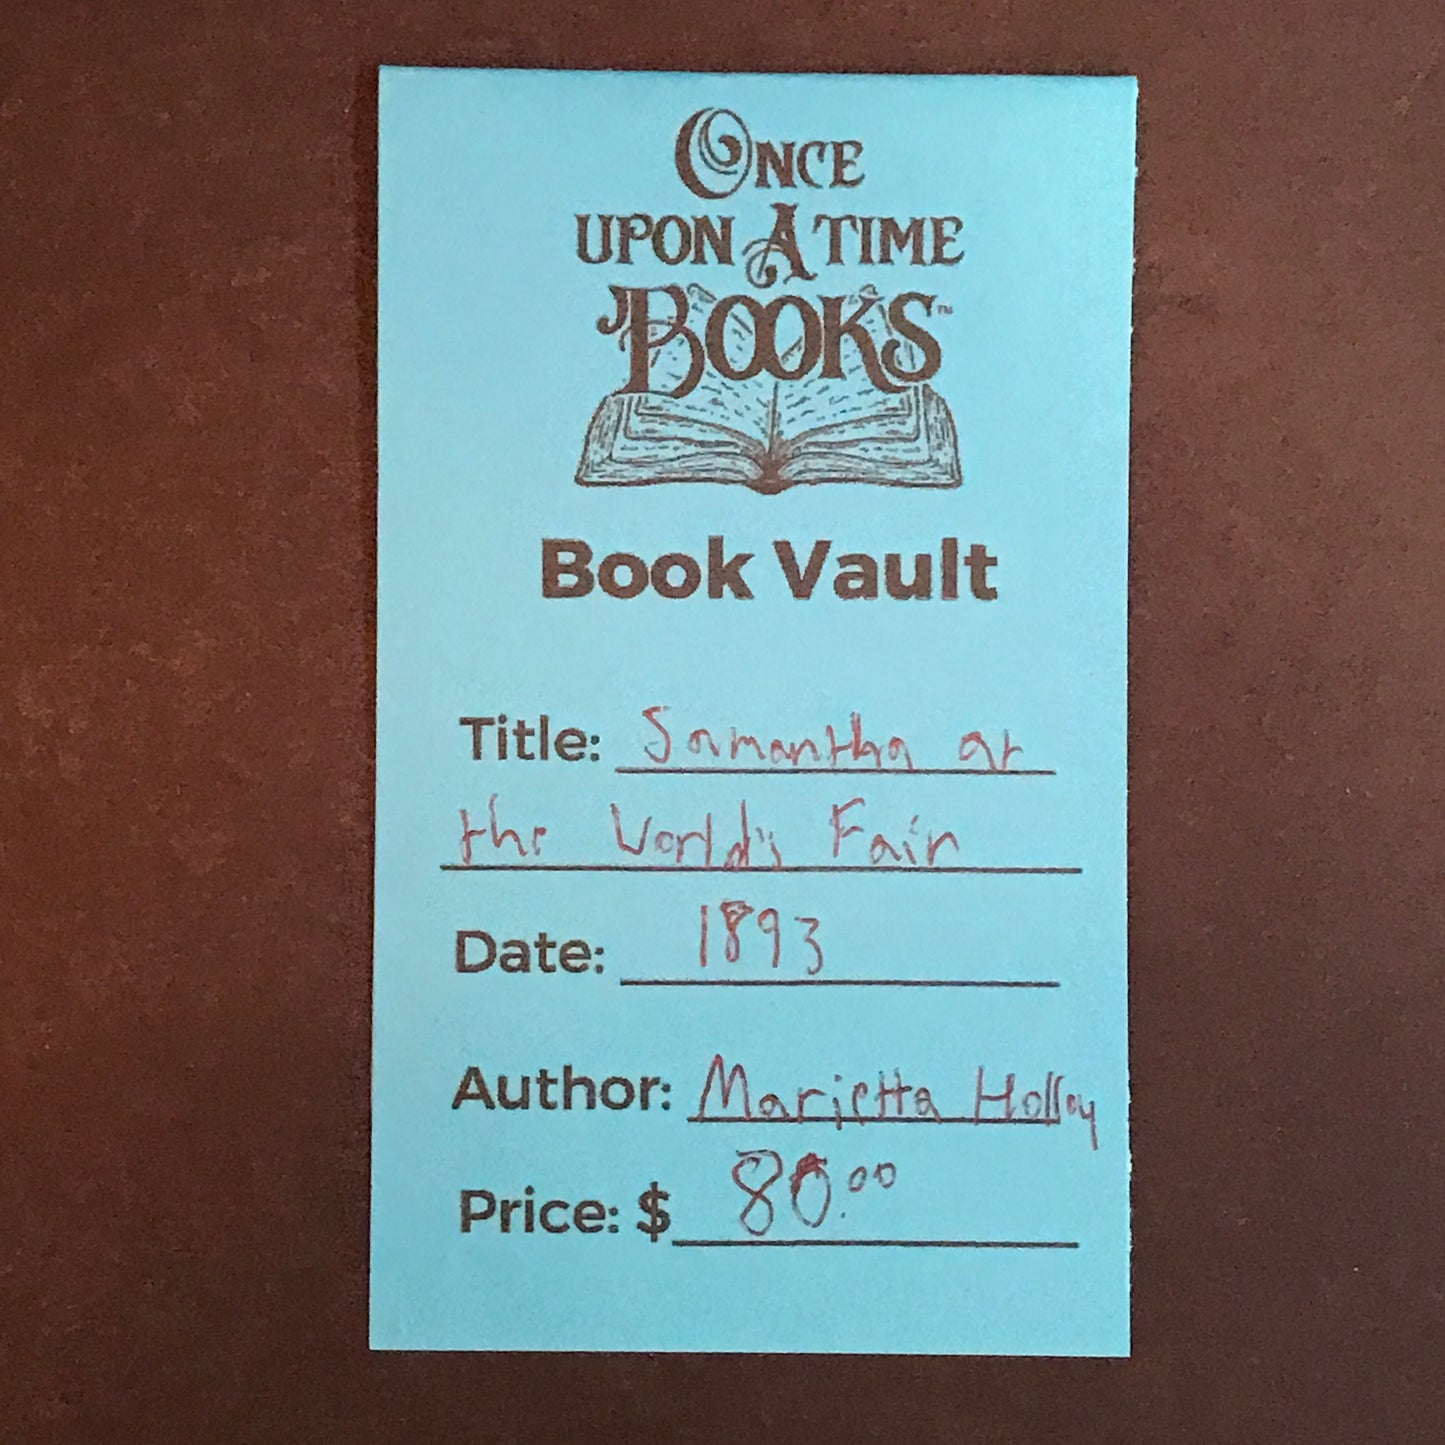 ONCE
UPON A TIME
BOOKS™
Book Vault
Title: Samantha at
the World's Fair
Date: 1893
Author: Marietta Holley
Price: $ 80.00